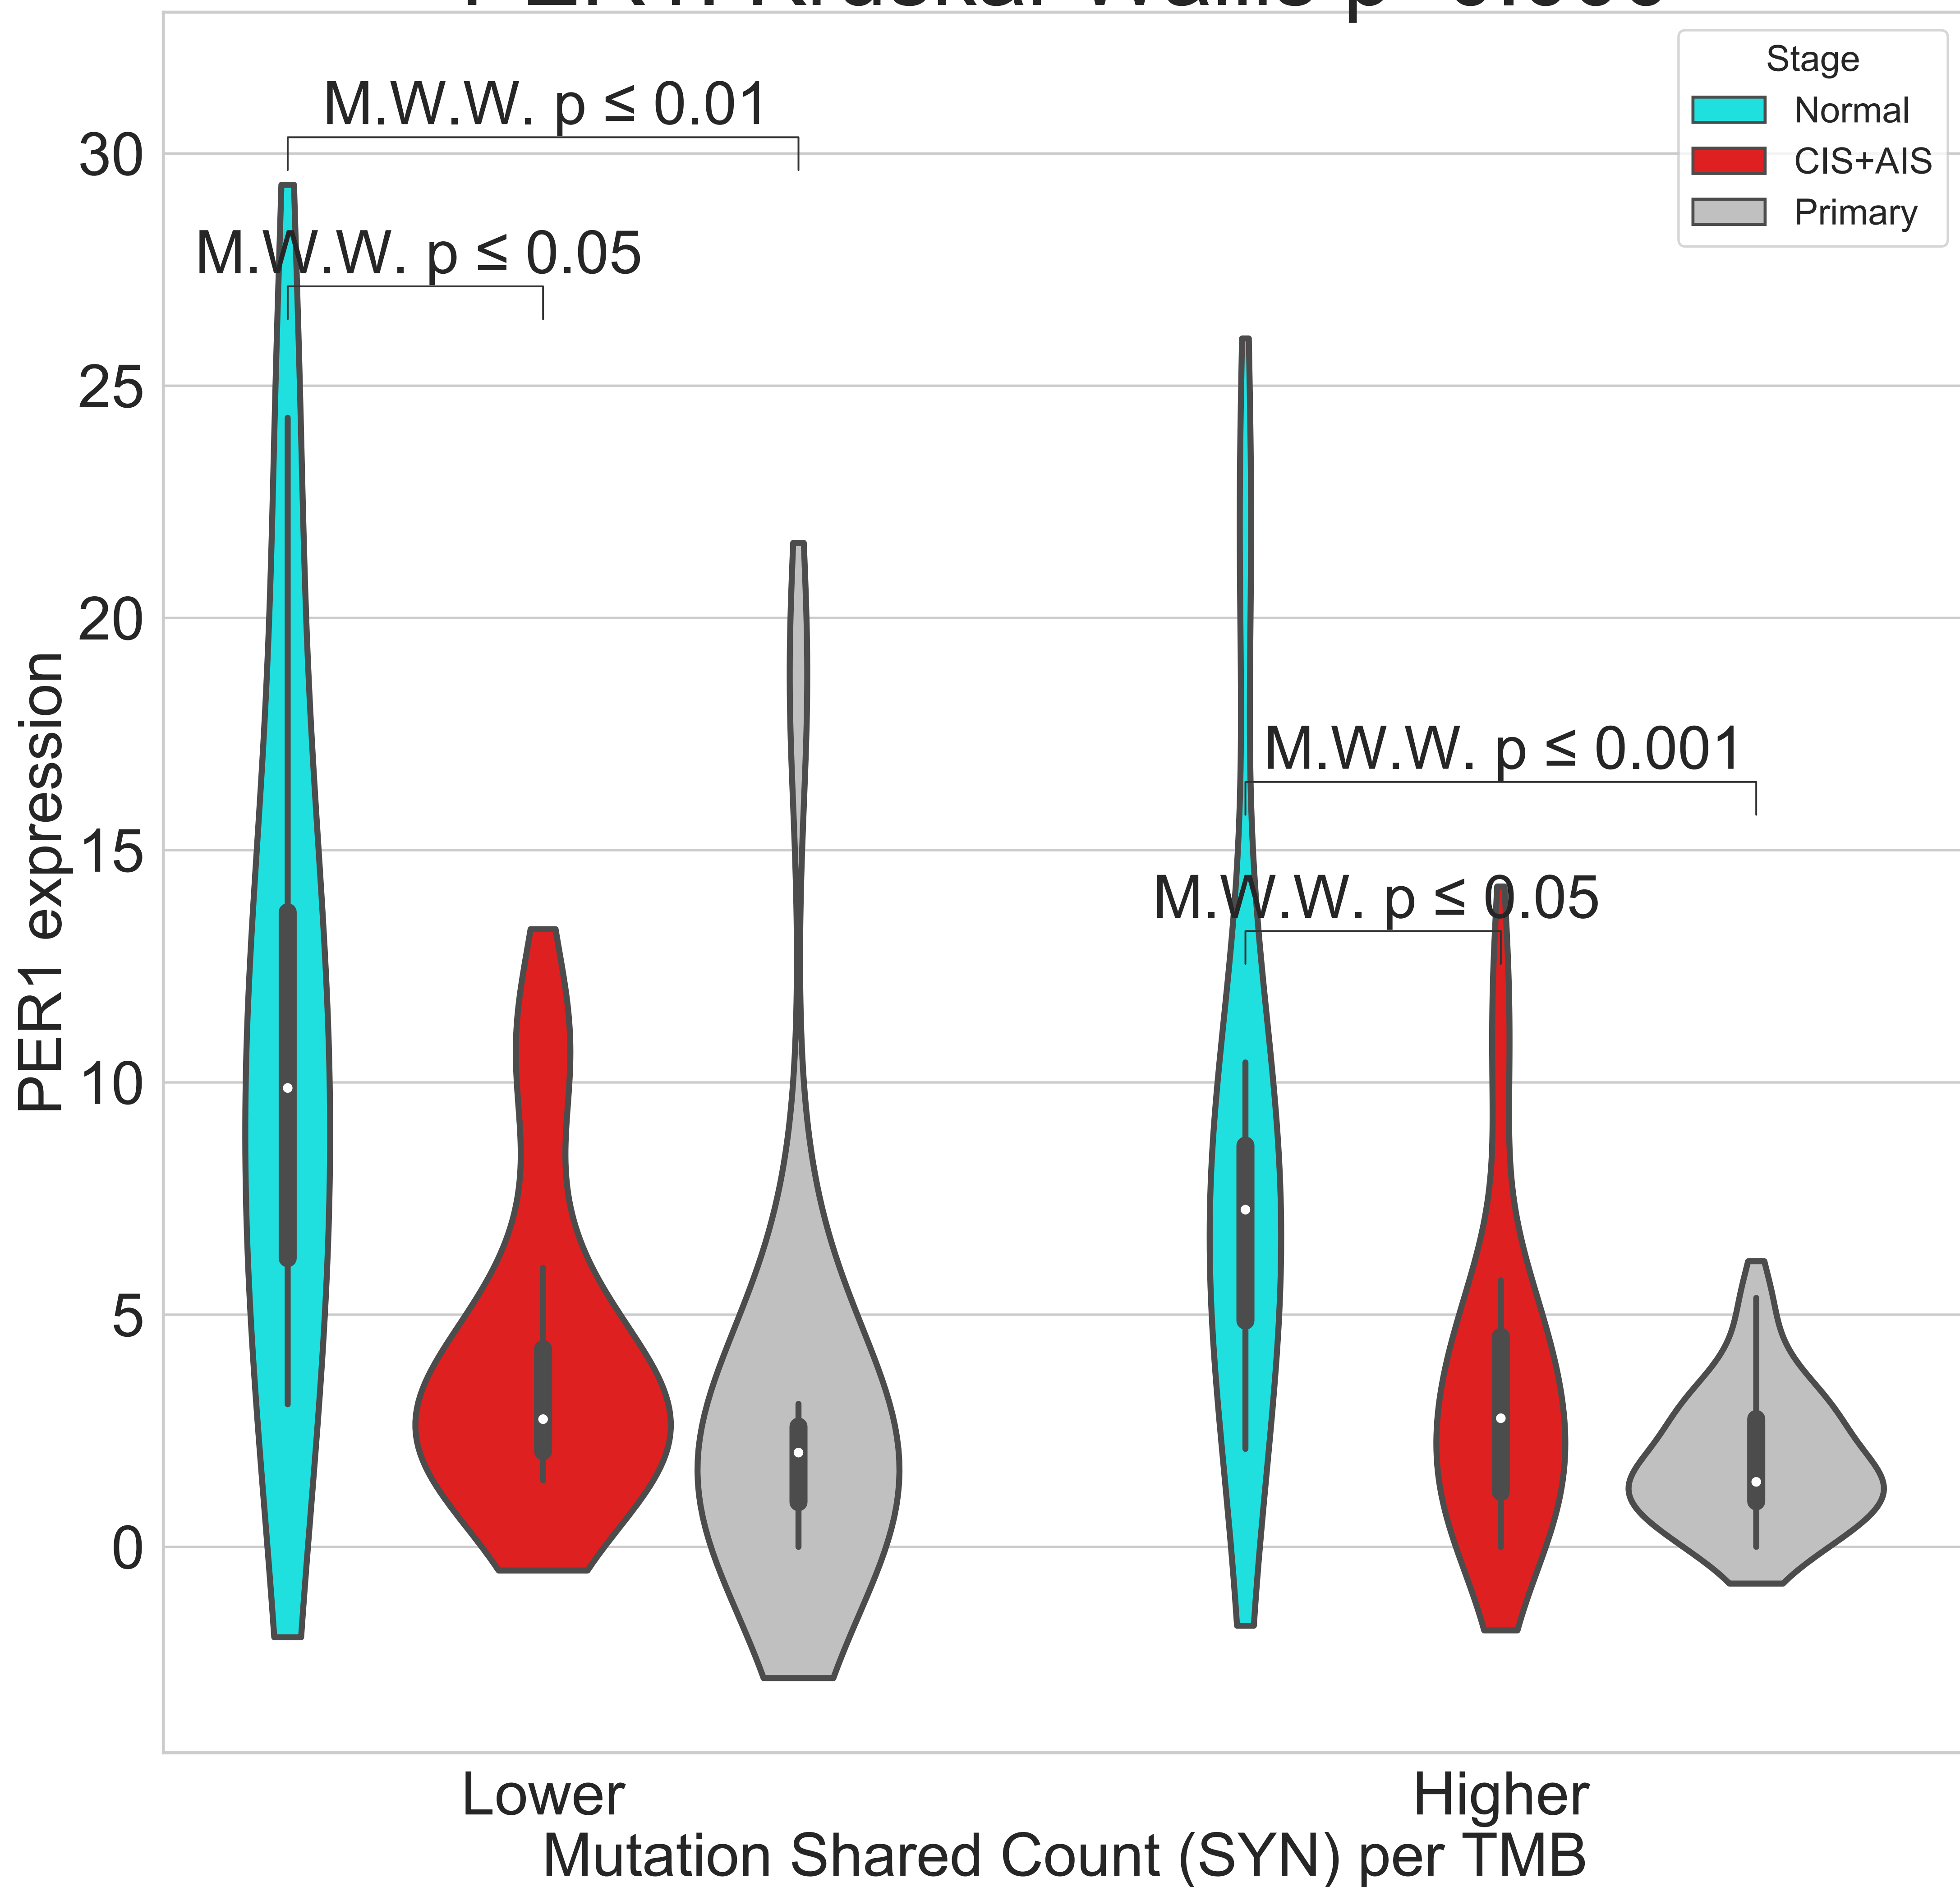 Stage
Normal
CIS+AIS
Primary
M.W.W. p ≤ 0.01
M.W.W. p ≤ 0.05
M.W.W. p ≤ 0.001
M.W.W. p ≤ 0.05
30
25
20
15
10
5
0
PER1 expression
Lower
Higher
Mutation Shared Count (SYN) per TMB